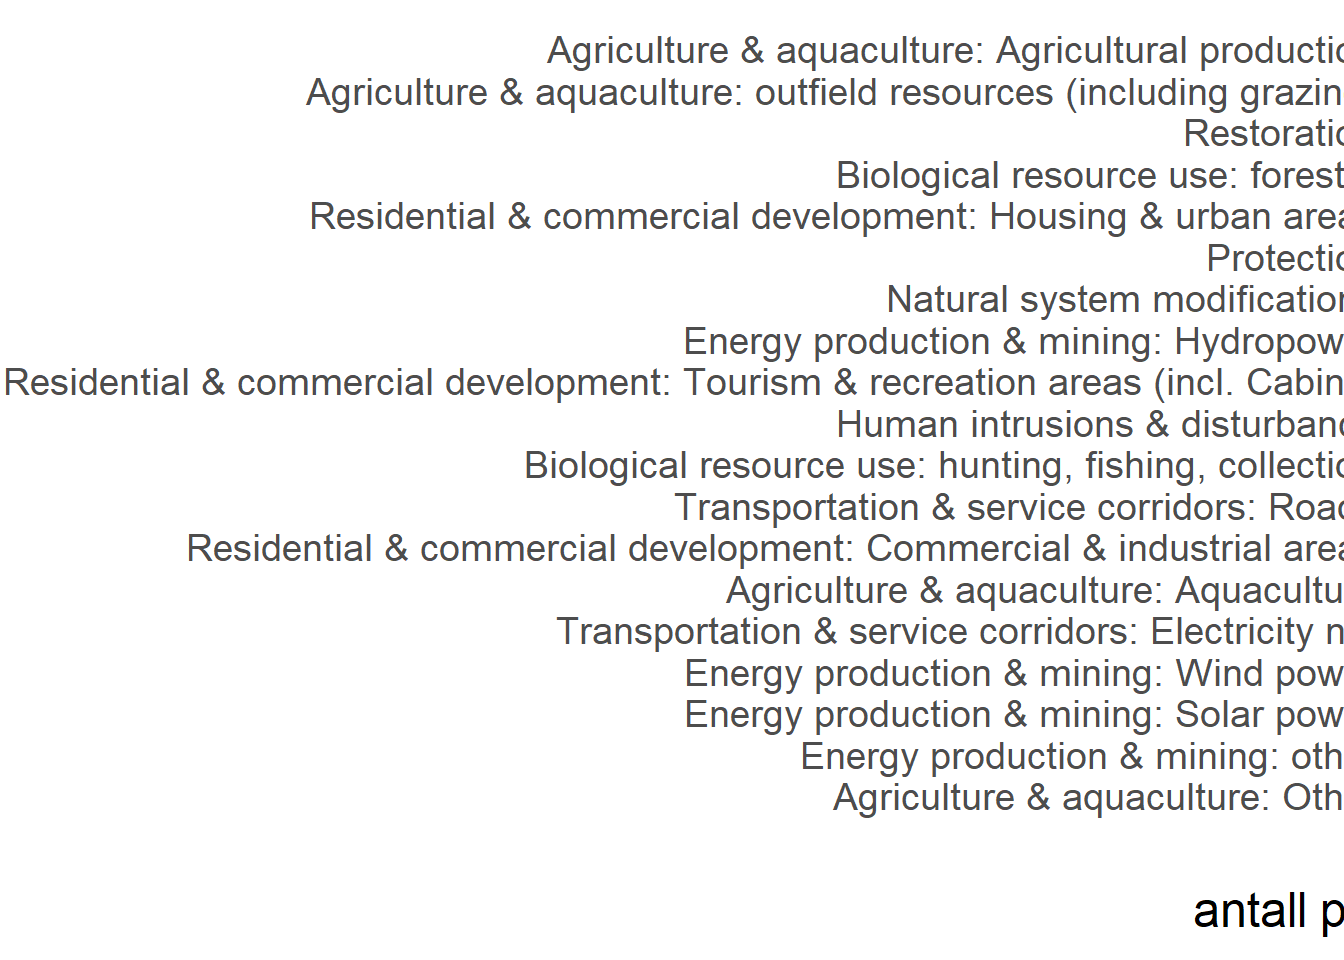 Agriculture & aquaculture: Agricultural productio
Agriculture & aquaculture: outfield resources (including grazin
Restoratio
Biological resource use: forest
Residential & commercial development: Housing & urban area
Protectio
Natural system modification
Energy production & mining: Hydropow
Residential & commercial development: Tourism & recreation areas (incl. Cabin
Human intrusions & disturbanc
Biological resource use: hunting, fishing, collectio
Transportation & service corridors: Road
Residential & commercial development: Commercial & industrial area
Agriculture & aquaculture: Aquacultu
Transportation & service corridors: Electricity n
Energy production & mining: Wind pow
Energy production & mining: Solar pow
Energy production & mining: oth
Agriculture & aquaculture: Oth
antall p